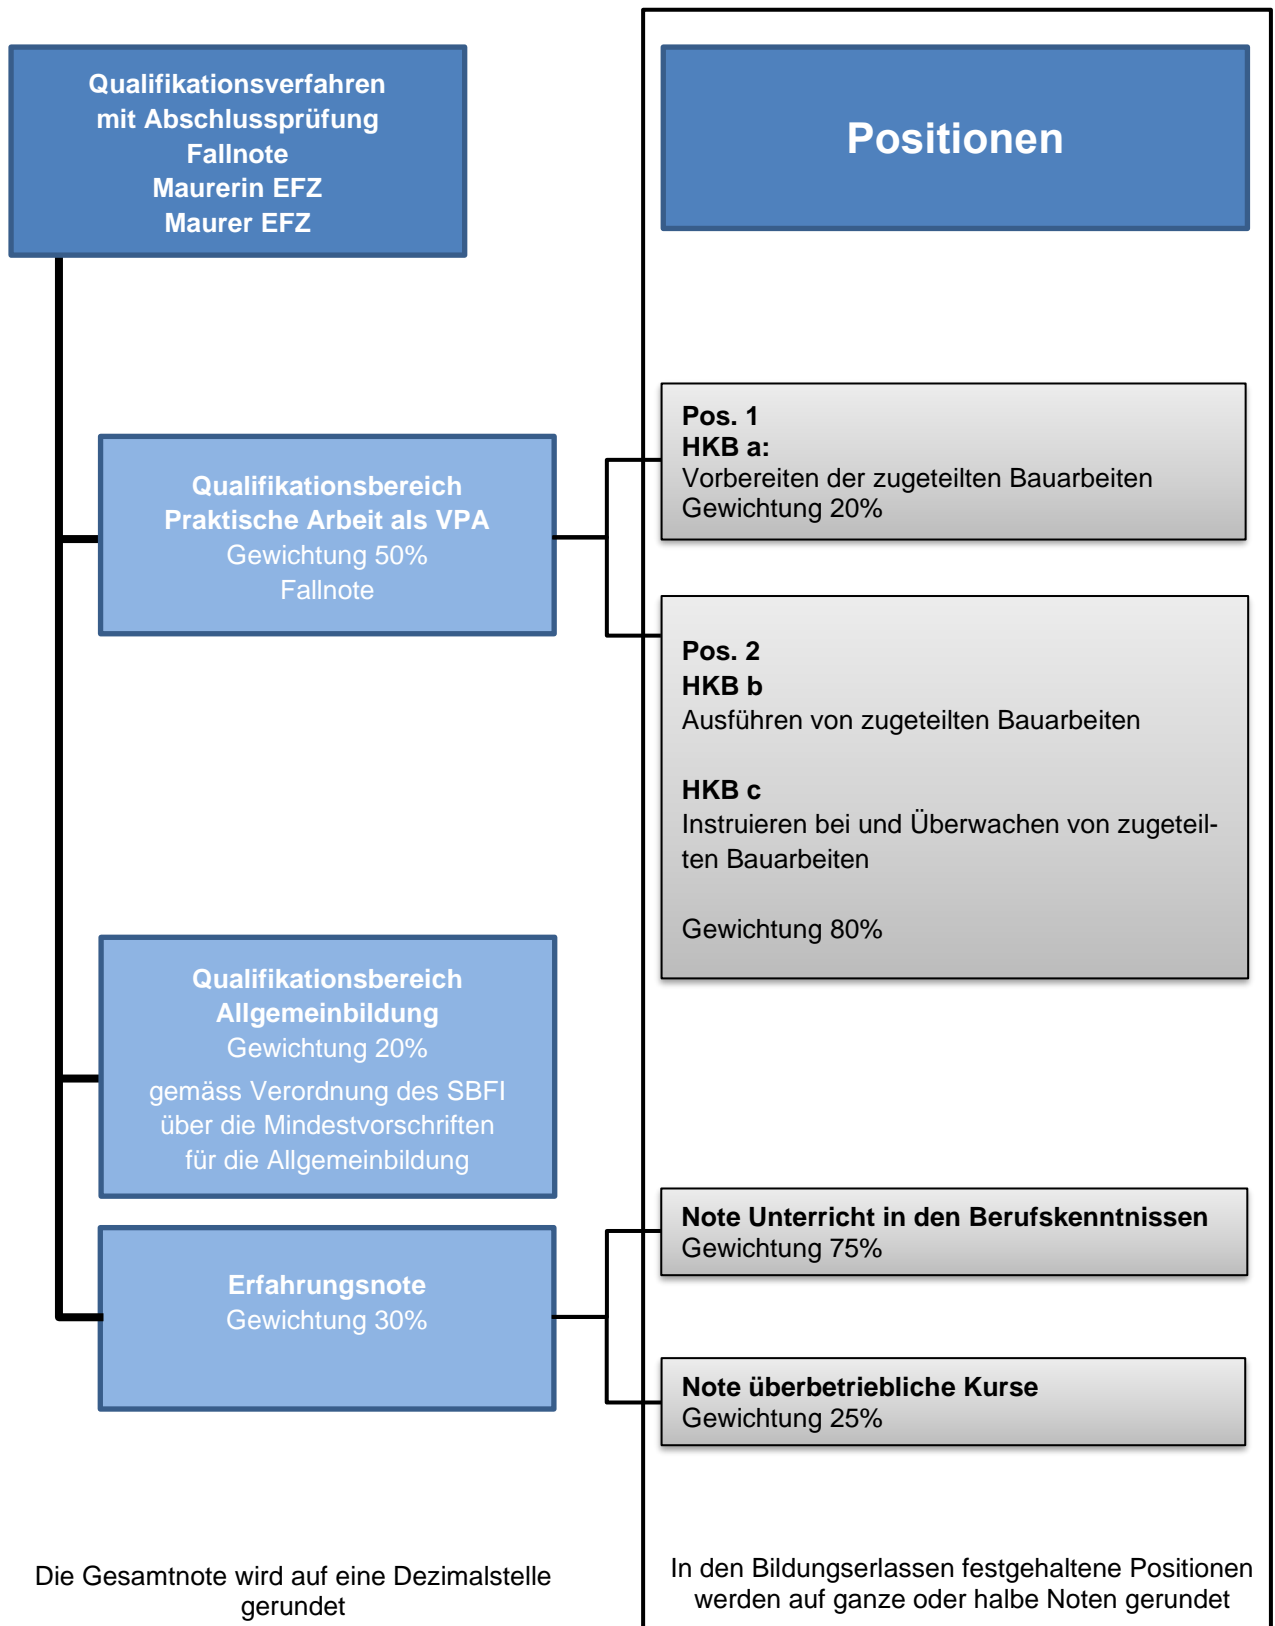 Qualifikationsverfahren
mit Abschlussprüfung
Fallnote
Maurerin EFZ
Maurer EFZ
Positionen
Qualifikationsbereich
Praktische Arbeit als VPA
Gewichtung 50%
Fallnote
Pos. 1
HKB a:
Vorbereiten der zugeteilten Bauarbeiten
Gewichtung 20%
Pos. 2
HKB b
Ausführen von zugeteilten Bauarbeiten
HKB c
Instruieren bei und Überwachen von zugeteil-
ten Bauarbeiten
Gewichtung 80%
Qualifikationsbereich
Allgemeinbildung
Gewichtung 20%
gemäss Verordnung des SBFI
über die Mindestvorschriften
für die Allgemeinbildung
Erfahrungsnote
Gewichtung 30%
Note Unterricht in den Berufskenntnissen
Gewichtung 75%
Note überbetriebliche Kurse
Gewichtung 25%
Die Gesamtnote wird auf eine Dezimalstelle
gerundet
In den Bildungserlassen festgehaltene Positionen
werden auf ganze oder halbe Noten gerundet